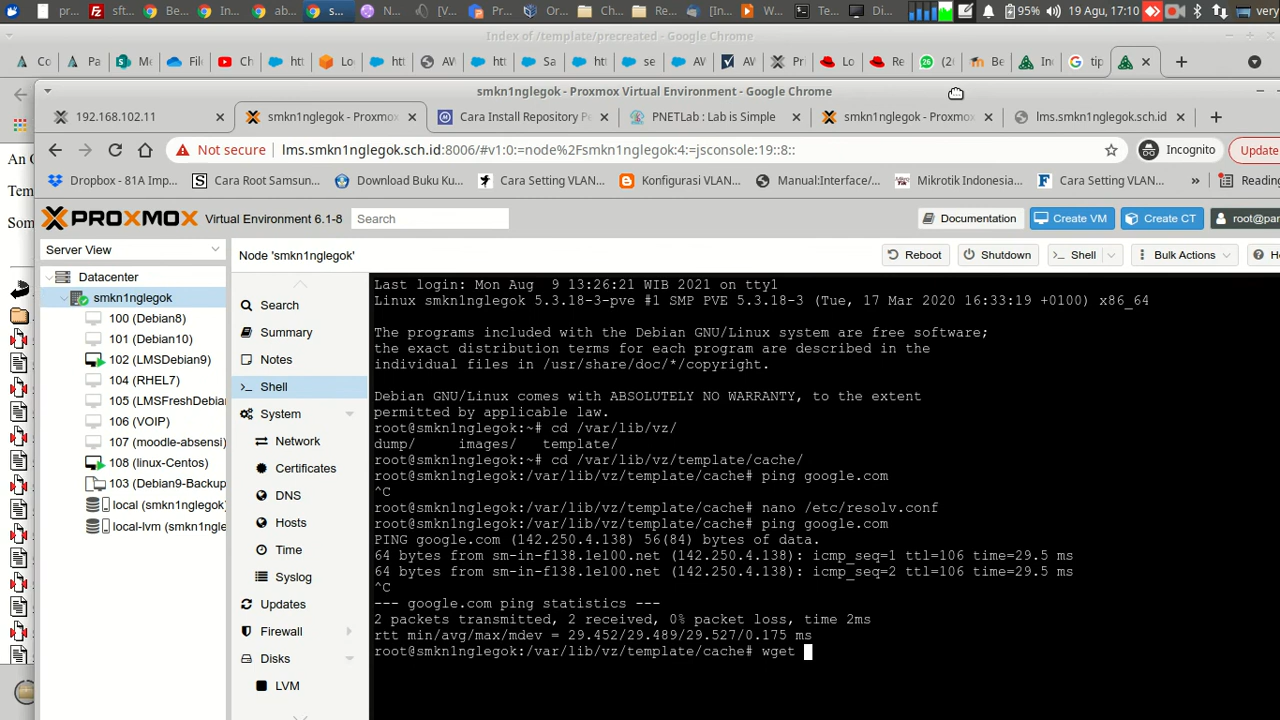 95% 19 Agu, 17:10 very
Index of /template/precreated - Google Chrome
smkn1nglegok - Proxmox Virtual Environment - Google Chrome
192.168.102.11 smkn1nglegok - Proxmox Cara Install Repository P PNETLab : Lab is Simple smkn1nglegok - Proxmox lms.smkn1nglegok.sch.id
Not secure lms.smkn1nglegok.sch.id:8006/#v1:0:=node%2Fsmkn1nglegok:4:=jsconsole:19::8:: Incognito Update
Dropbox - 81A Imp... Cara Root Samsun... Download Buku Ku... Cara Setting VLAN... Konfigurasi VLAN... Manual:Interface/... Mikrotik Indonesia... Cara Setting VLAN... » Reading
PROXMOX Virtual Environment 6.1-8 Search Documentation Create VM Create CT root@pam
Server View Node 'smkn1nglegok' Reboot Shutdown Shell Bulk Actions He
Datacenter
smkn1nglegok
100 (Debian8)
101 (Debian10)
102 (LMSDebian9)
104 (RHEL7)
105 (LMSFreshDebian
106 (VOIP)
107 (moodle-absensi)
108 (linux-Centos)
103 (Debian9-Backup
local (smkn1nglegok)
local-lvm (smkn1nglegok)
Search
Summary
Notes
Shell
System
Network
Certificates
DNS
Hosts
Time
Syslog
Updates
Firewall
Disks
LVM
Last login: Mon Aug  9 13:26:21 WIB 2021 on tty1
Linux smkn1nglegok 5.3.18-3-pve #1 SMP PVE 5.3.18-3 (Tue, 17 Mar 2020 16:33:19 +0100) x86_64
The programs included with the Debian GNU/Linux system are free software;
the exact distribution terms for each program are described in the
individual files in /usr/share/doc/*/copyright.
Debian GNU/Linux comes with ABSOLUTELY NO WARRANTY, to the extent
permitted by applicable law.
root@smkn1nglegok:~# cd /var/lib/vz/
dump/     images/   template/
root@smkn1nglegok:~# cd /var/lib/vz/template/cache/
root@smkn1nglegok:/var/lib/vz/template/cache# ping google.com
^C
root@smkn1nglegok:/var/lib/vz/template/cache# nano /etc/resolv.conf
root@smkn1nglegok:/var/lib/vz/template/cache# ping google.com
PING google.com (142.250.4.138) 56(84) bytes of data.
64 bytes from sm-in-f138.1e100.net (142.250.4.138): icmp_seq=1 ttl=106 time=29.5 ms
64 bytes from sm-in-f138.1e100.net (142.250.4.138): icmp_seq=2 ttl=106 time=29.5 ms
^C
--- google.com ping statistics ---
2 packets transmitted, 2 received, 0% packet loss, time 2ms
rtt min/avg/max/mdev = 29.452/29.489/29.527/0.175 ms
root@smkn1nglegok:/var/lib/vz/template/cache# wget